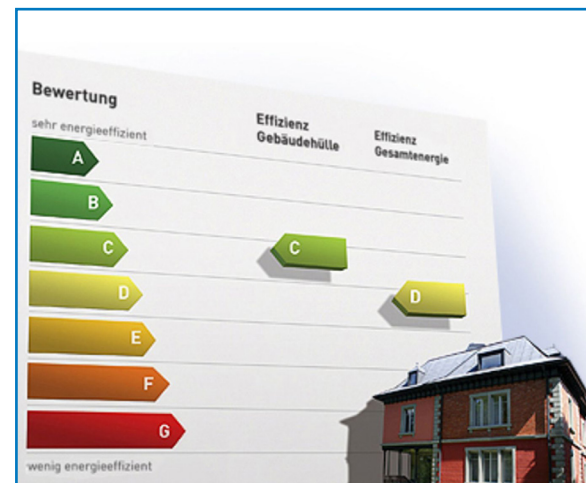 Bewertung
sehr energieeffizient
Effizienz
Gebäudehülle
Effizienz
Gesamtenergie
A
B
C
C
D
D
E
F
G
wenig energieeffizient